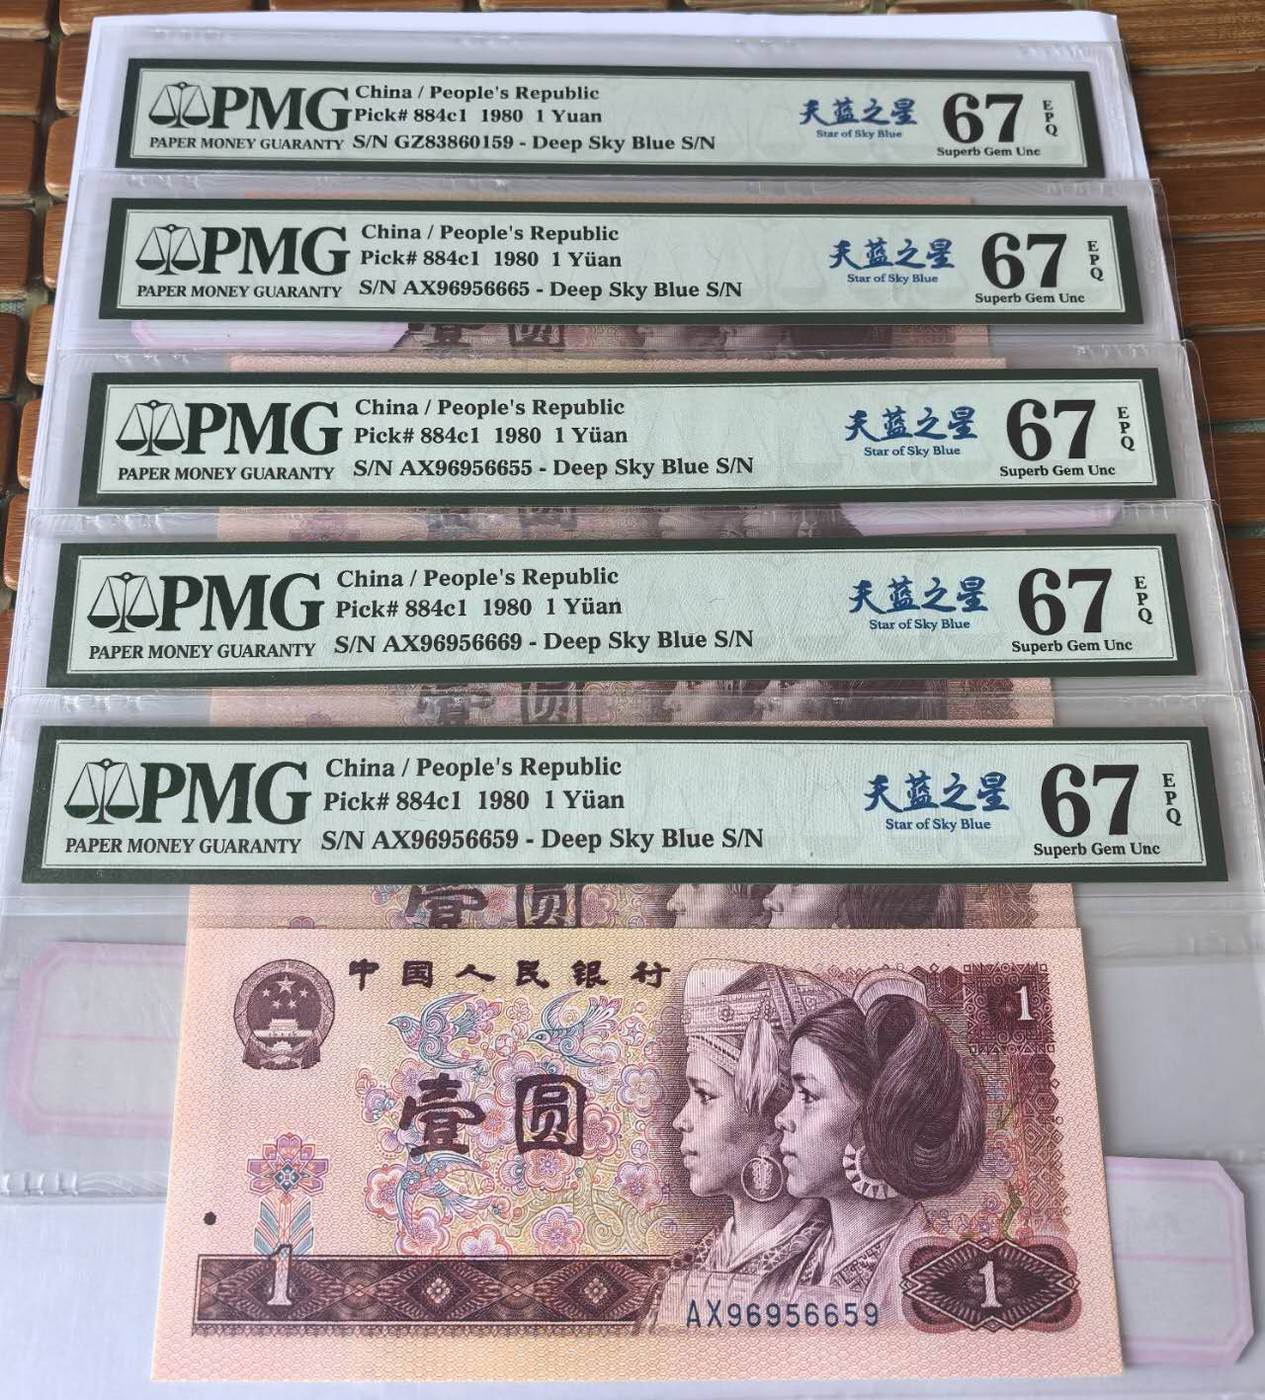 PMG
PAPER MONEY GUARANTY
China / People's Republic
Pick# 884c1 1980 1 Yuan
S/N GZ83860159 - Deep Sky Blue S/N
天蓝之星
Star of Sky Blue
67
EPQ
Superb Gem Unc
PMG
PAPER MONEY GUARANTY
China / People's Republic
Pick# 884c1 1980 1 Yüan
S/N AX96956665 - Deep Sky Blue S/N
天蓝之星
Star of Sky Blue
67
EPQ
Superb Gem Unc
壹圆
PMG
PAPER MONEY GUARANTY
China / People's Republic
Pick# 884c1 1980 1 Yüan
S/N AX96956655 - Deep Sky Blue S/N
天蓝之星
Star of Sky Blue
67
EPQ
Superb Gem Unc
PMG
PAPER MONEY GUARANTY
China / People's Republic
Pick# 884c1 1980 1 Yüan
S/N AX96956669 - Deep Sky Blue S/N
天蓝之星
Star of Sky Blue
67
EPQ
Superb Gem Unc
壹圆
PMG
PAPER MONEY GUARANTY
China / People's Republic
Pick# 884c1 1980 1 Yüan
S/N AX96956659 - Deep Sky Blue S/N
天蓝之星
Star of Sky Blue
67
EPQ
Superb Gem Unc
壹圆
中国人民银行
1
壹圆
1
1
AX96956659